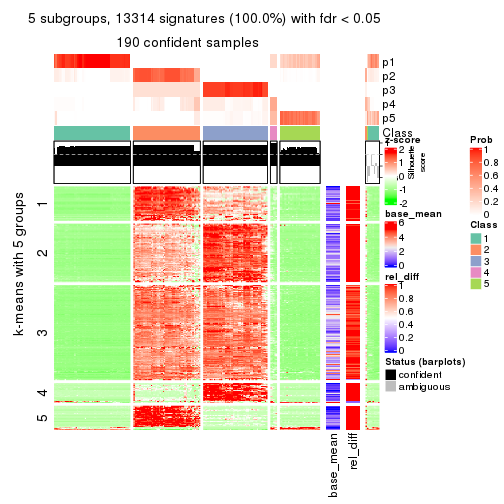 5 subgroups, 13314 signatures (100.0%) with fdr < 0.05
190 confident samples
p1
p2
p3
p4
p5
Class
Silhouette
score
k-means with 5 groups
1
2
3
4
5
base_mean
rel_diff
z-score
2
1
0
-1
-2
base_mean
6
4
2
0
rel_diff
1
0.8
0.6
0.4
0.2
0
Status (barplots)
confident
ambiguous
Prob
1
0.8
0.6
0.4
0.2
0
Class
1
2
3
4
5